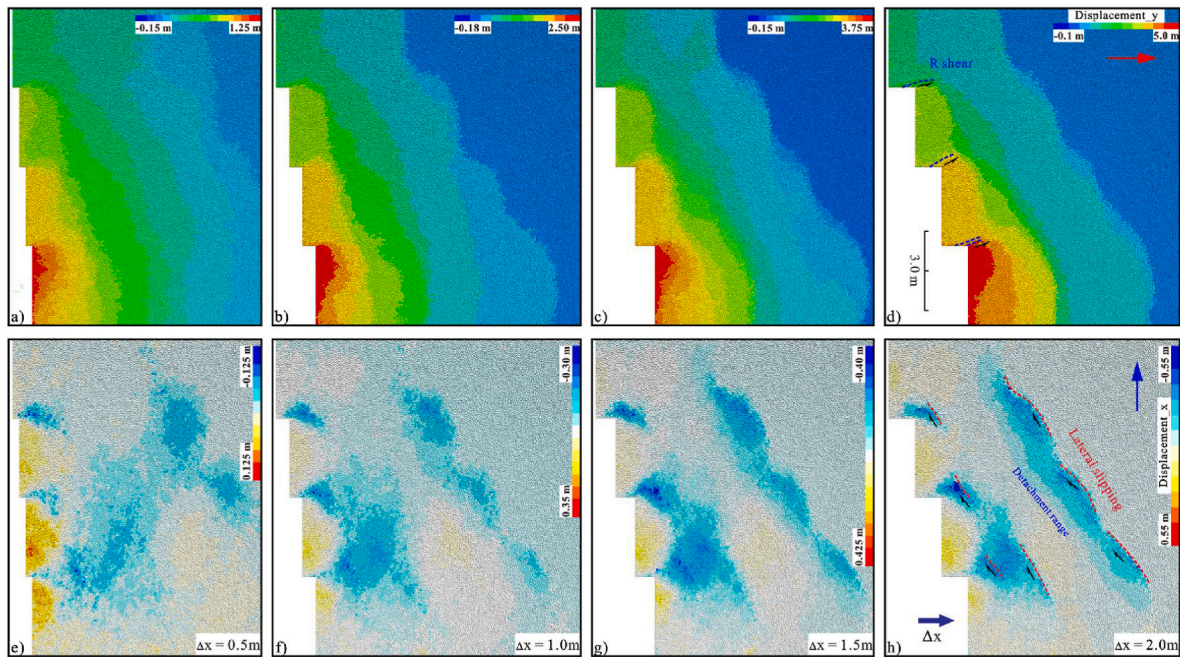 -0.15 m 1.25 m
a)
-0.18 m 2.50 m
b)
-0.15 m 3.75 m
c)
Displacement_y
-0.1 m 5.0 m
R shear
3.0 m
d)
-0.125 m
0.125 m
e)
Δx = 0.5m
-0.30 m
0.35 m
f)
Δx = 1.0m
-0.40 m
0.425 m
g)
Δx = 1.5m
-0.55 m
Displacement_x
0.55 m
Lateral slipping
Detachment range
Δx
h)
Δx = 2.0m